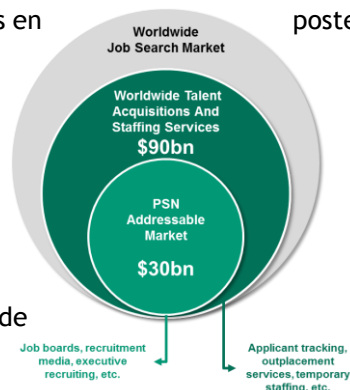 s en
poste
Worldwide
Job Search Market
Worldwide Talent
Acquisitions And
Staffing Services
$90bn
PSN
Addressable
Market
$30bn
de
Job boards, recruitment
media, executive
recruiting, etc.
Applicant tracking,
outplacement
services, temporary
staffing, etc.